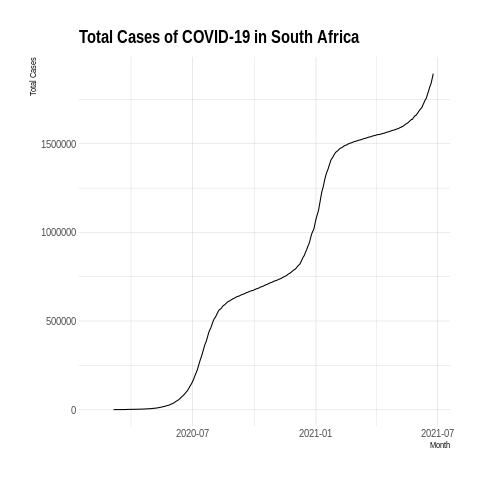 Total Cases of COVID-19 in South Africa
Total Cases
1500000
1000000
500000
0
2020-07
2021-01
2021-07
Month